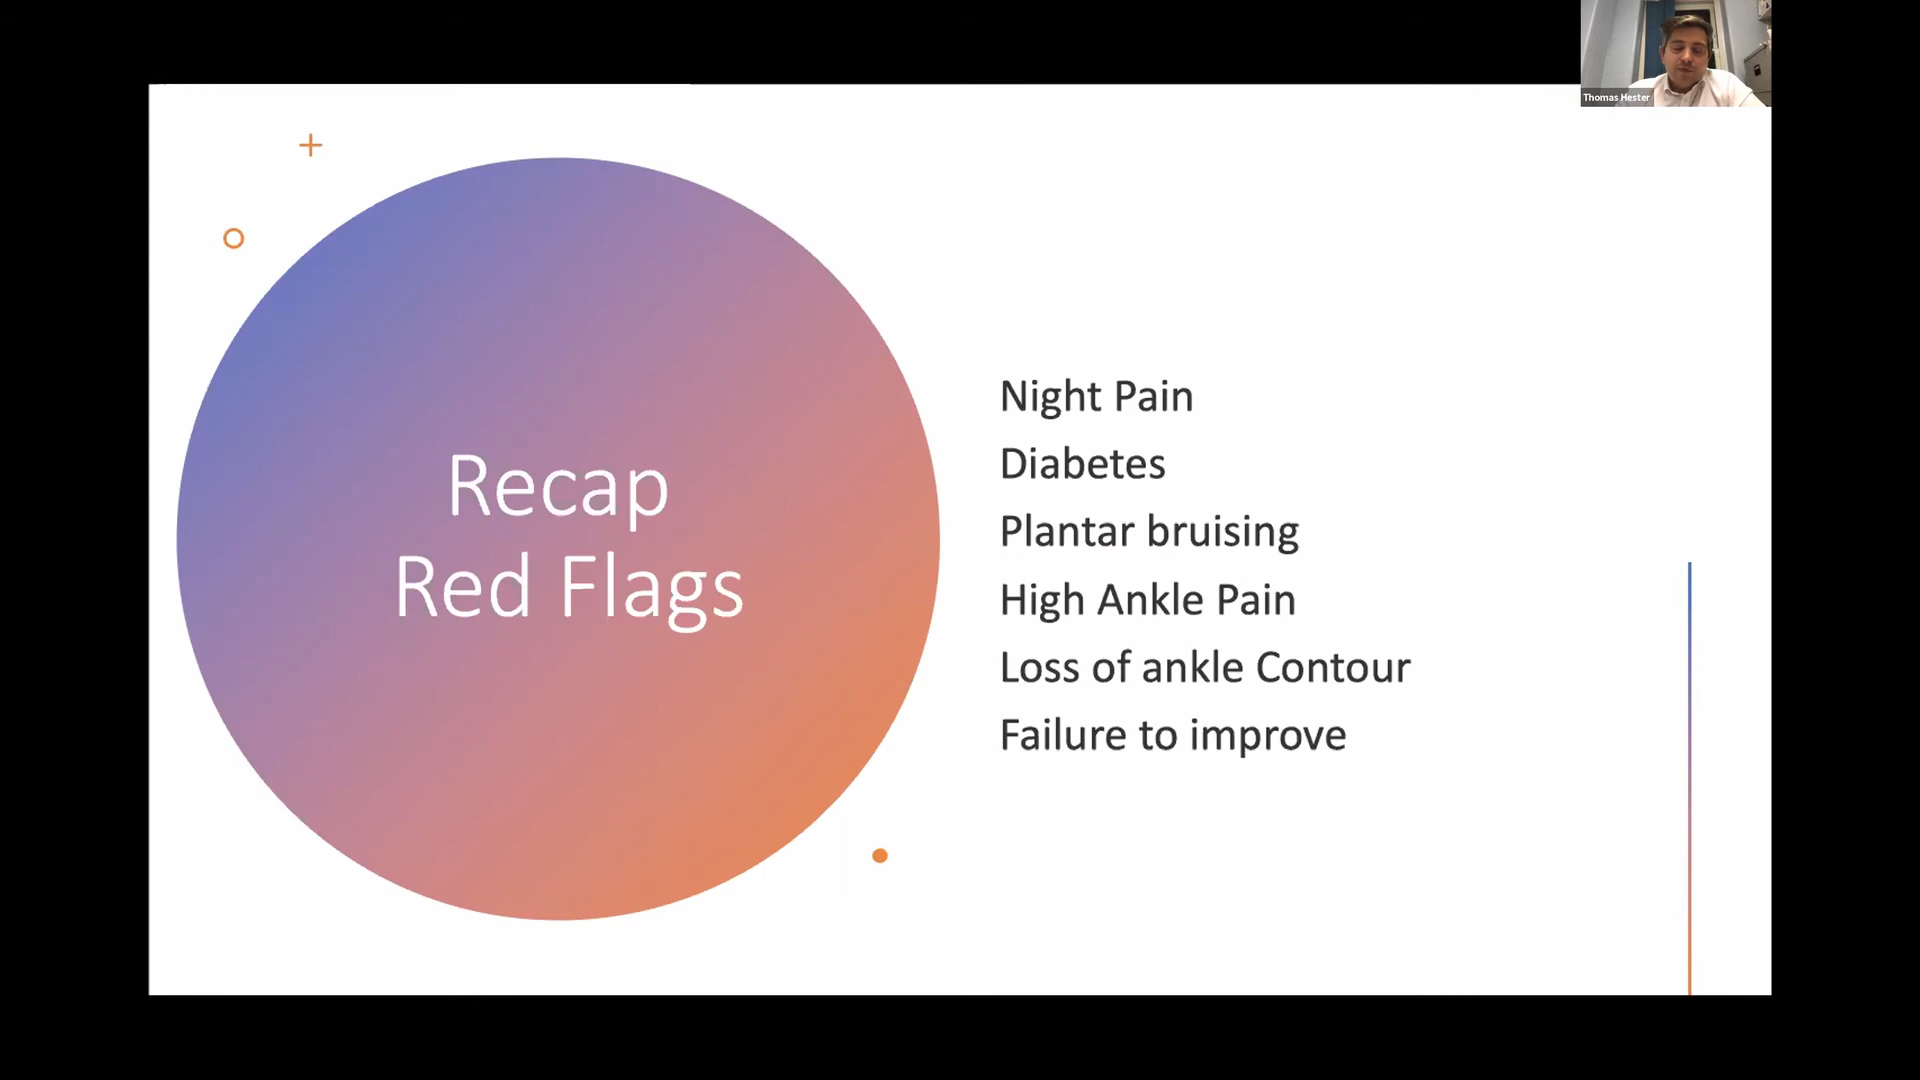 Thomas Hester
Recap
Red Flags
Night Pain
Diabetes
Plantar bruising
High Ankle Pain
Loss of ankle Contour
Failure to improve